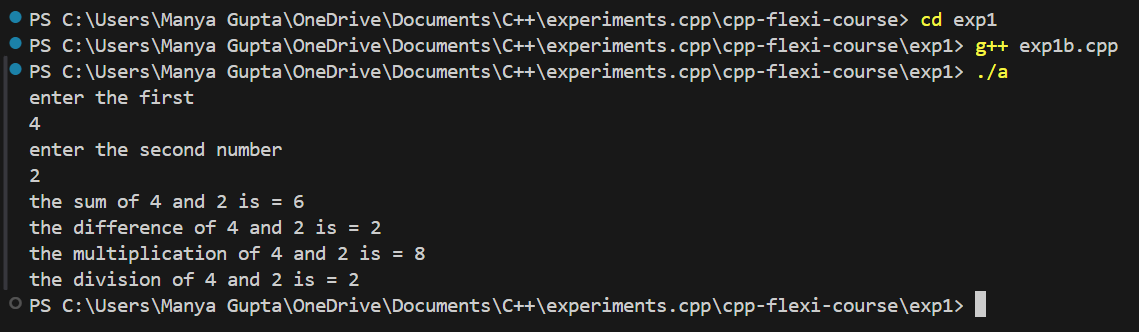 PS C:\Users\Manya Gupta\OneDrive\Documents\C++\experiments.cpp\cpp-flexi-course> cd exp1
PS C:\Users\Manya Gupta\OneDrive\Documents\C++\experiments.cpp\cpp-flexi-course\exp1> g++ exp1b.cpp
PS C:\Users\Manya Gupta\OneDrive\Documents\C++\experiments.cpp\cpp-flexi-course\exp1> ./a
enter the first
4
enter the second number
2
the sum of 4 and 2 is = 6
the difference of 4 and 2 is = 2
the multiplication of 4 and 2 is = 8
the division of 4 and 2 is = 2
PS C:\Users\Manya Gupta\OneDrive\Documents\C++\experiments.cpp\cpp-flexi-course\exp1>